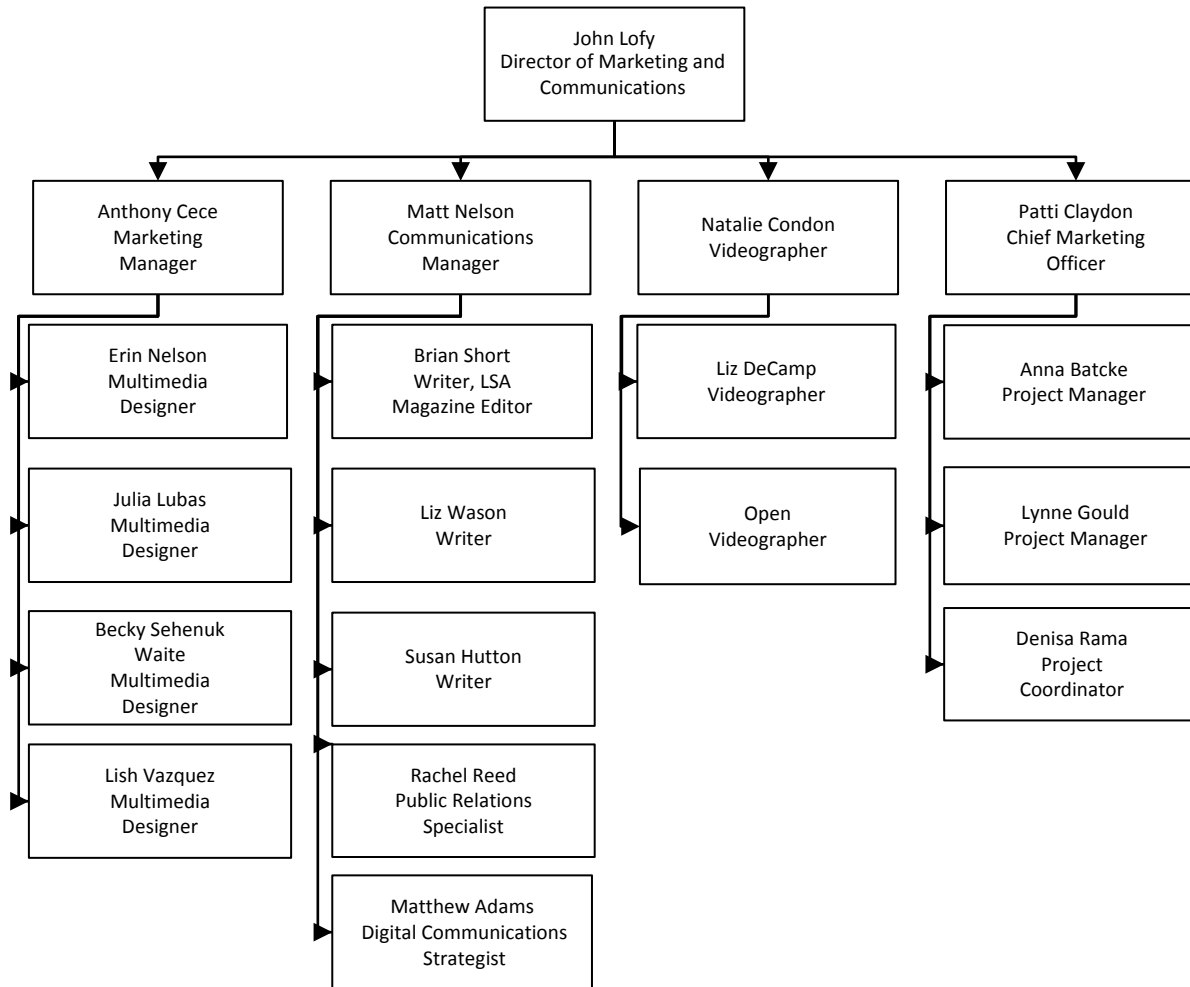 John Lofy
Director of Marketing and
Communications
Anthony Cece
Marketing
Manager
Matt Nelson
Communications
Manager
Natalie Condon
Videographer
Patti Claydon
Chief Marketing
Officer
Erin Nelson
Multimedia
Designer
Brian Short
Writer, LSA
Magazine Editor
Liz DeCamp
Videographer
Anna Batcke
Project Manager
Julia Lubas
Multimedia
Designer
Liz Wason
Writer
Open
Videographer
Lynne Gould
Project Manager
Becky Sehenuk
Waite
Multimedia
Designer
Susan Hutton
Writer
Denisa Rama
Project
Coordinator
Lish Vazquez
Multimedia
Designer
Rachel Reed
Public Relations
Specialist
Matthew Adams
Digital Communications
Strategist